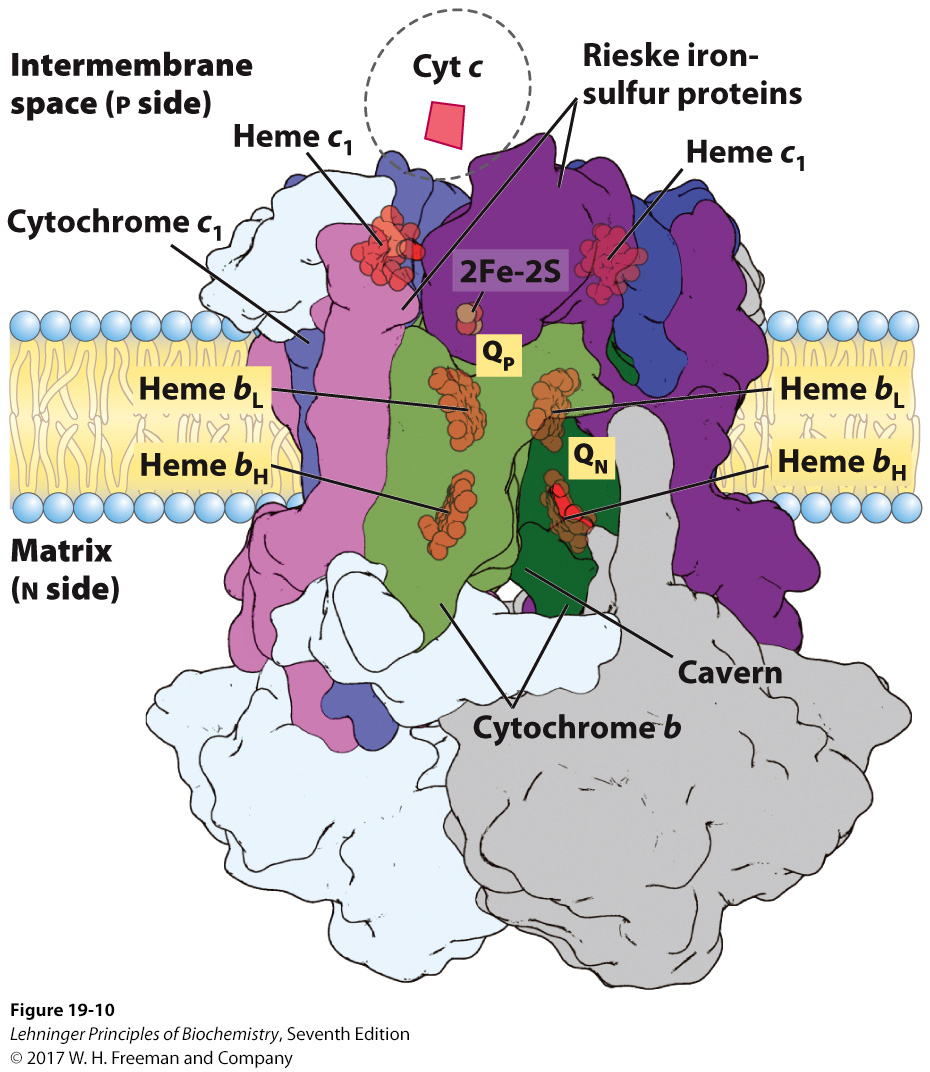 Cyt c
Intermembrane
space (P side)
Rieske iron-
sulfur proteins
Heme c1
Heme c1
Cytochrome c1
2Fe-2S
QP
Heme bL
Heme bL
QN
Heme bH
Heme bH
Matrix
(N side)
Cavern
Cytochrome b
Figure 19-10
Lehninger Principles of Biochemistry, Seventh Edition
© 2017 W. H. Freeman and Company